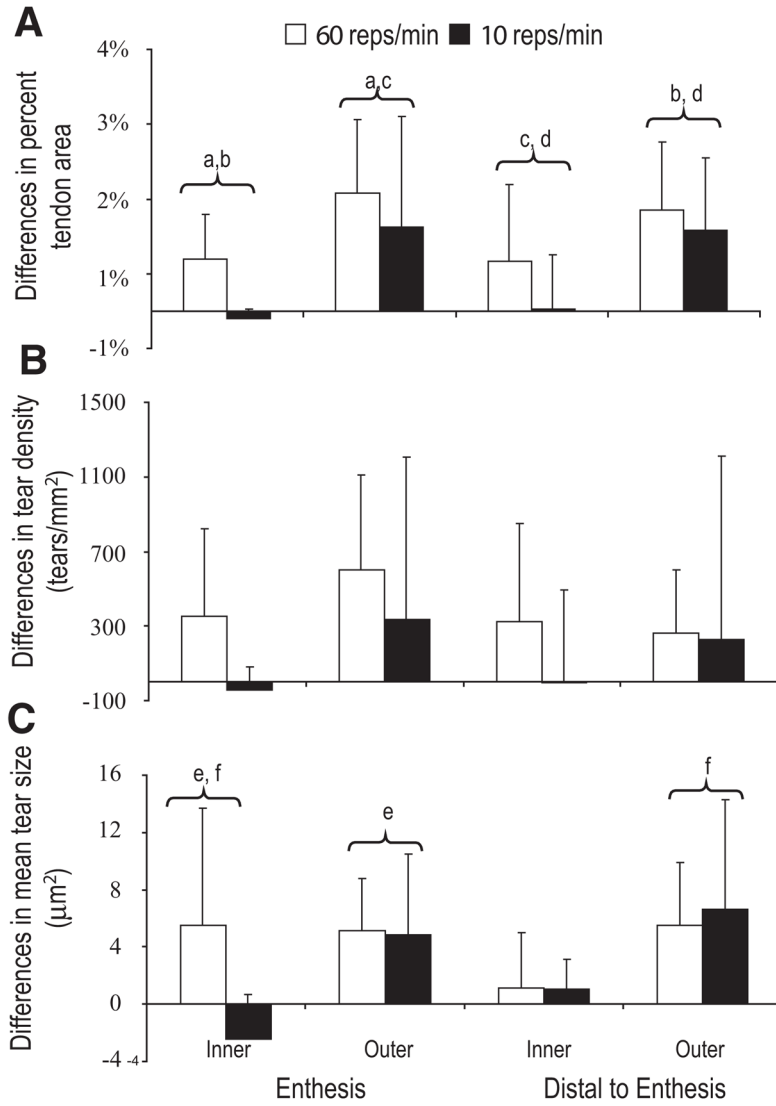 A
60 reps/min 10 reps/min
Differences in percent
tendon area
4%
3%
2%
1%
-1%
a,b
a,c
c, d
b, d
B
Differences in tear density
(tears/mm²)
1500
1100
700
300
-100
C
Differences in mean tear size
(μm²)
16
12
8
4
0
-4 -4
e, f
e
f
Inner Outer Inner Outer
Enthesis Distal to Enthesis